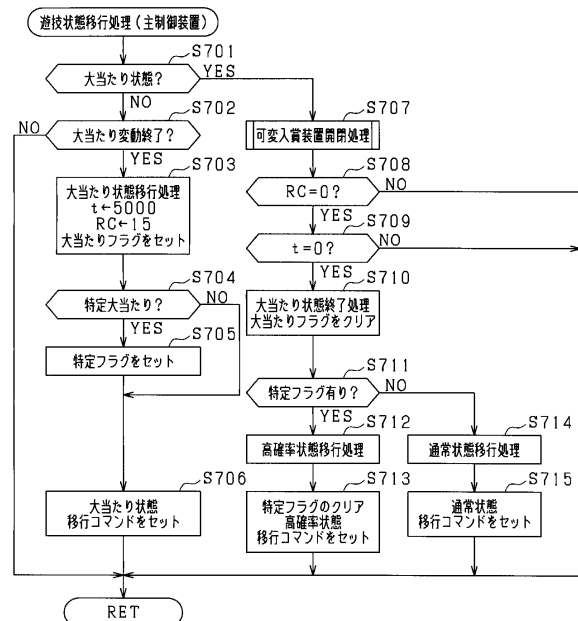 遊技状態移行処理（主制御装置）
S701
大当たり状態？
YES
NO
S702
NO
大当たり変動終了？
YES
S703
大当たり状態移行処理
t←5000
RC←15
大当たりフラグをセット
S704
特定大当たり？
NO
YES
S705
特定フラグをセット
S706
大当たり状態
移行コマンドをセット
S707
可変入賞装置開閉処理
S708
RC=0？
NO
YES
S709
t=0？
NO
YES
S710
大当たり状態終了処理
大当たりフラグをクリア
S711
特定フラグ有り？
NO
YES
S712
高確率状態移行処理
S713
特定フラグのクリア
高確率状態
移行コマンドをセット
S714
通常状態移行処理
S715
通常状態
移行コマンドをセット
RET